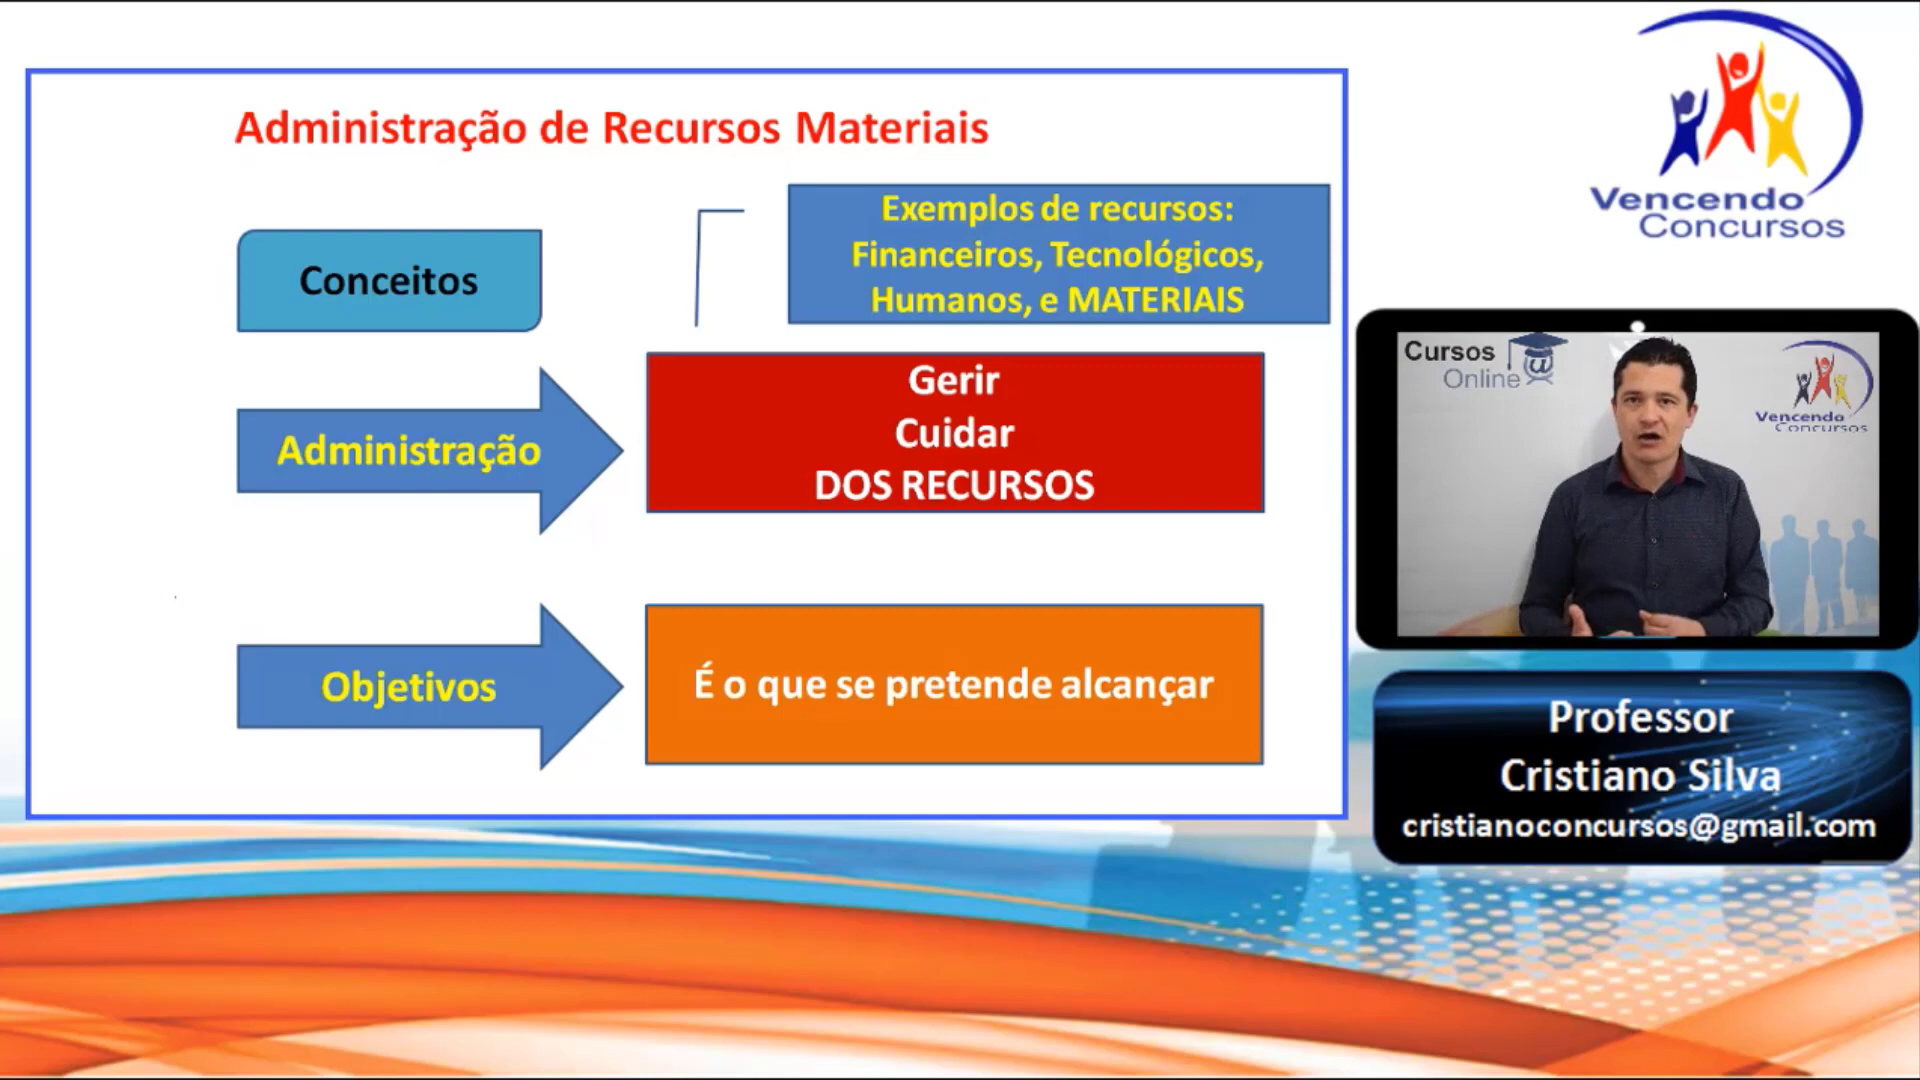 Administração de Recursos Materiais
Exemplos de recursos:
Financeiros, Tecnológicos,
Humanos, e MATERIAIS
Conceitos
Gerir
Cuidar
DOS RECURSOS
Administração
É o que se pretende alcançar
Objetivos
Vencendo
Concursos
Cursos
Online
Vencendo
Concursos
Professor
Cristiano Silva
cristianoconcursos@gmail.com